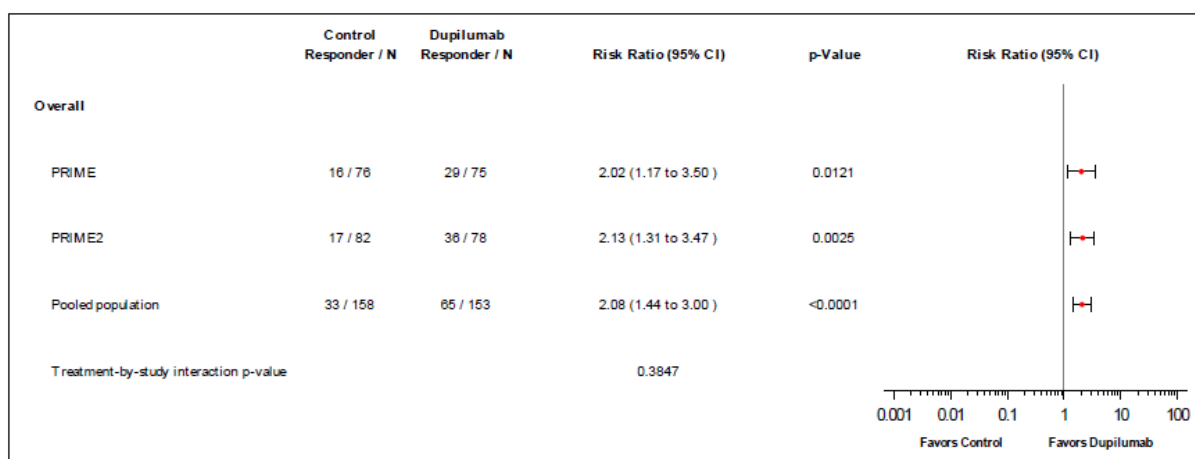 Control Dupilumab
Responder / N Responder / N Risk Ratio (95% CI) p-Value Risk Ratio (95% CI)
Overall
PRIME 16 / 76 29 / 75 2.02 (1.17 to 3.50 ) 0.0121
PRIME2 17 / 82 36 / 78 2.13 (1.31 to 3.47 ) 0.0025
Pooled population 33 / 158 65 / 153 2.08 (1.44 to 3.00 ) <0.0001
Treatment-by-study interaction p-value 0.3847
0.001 0.01 0.1 1 10 100
Favors Control Favors Dupilumab